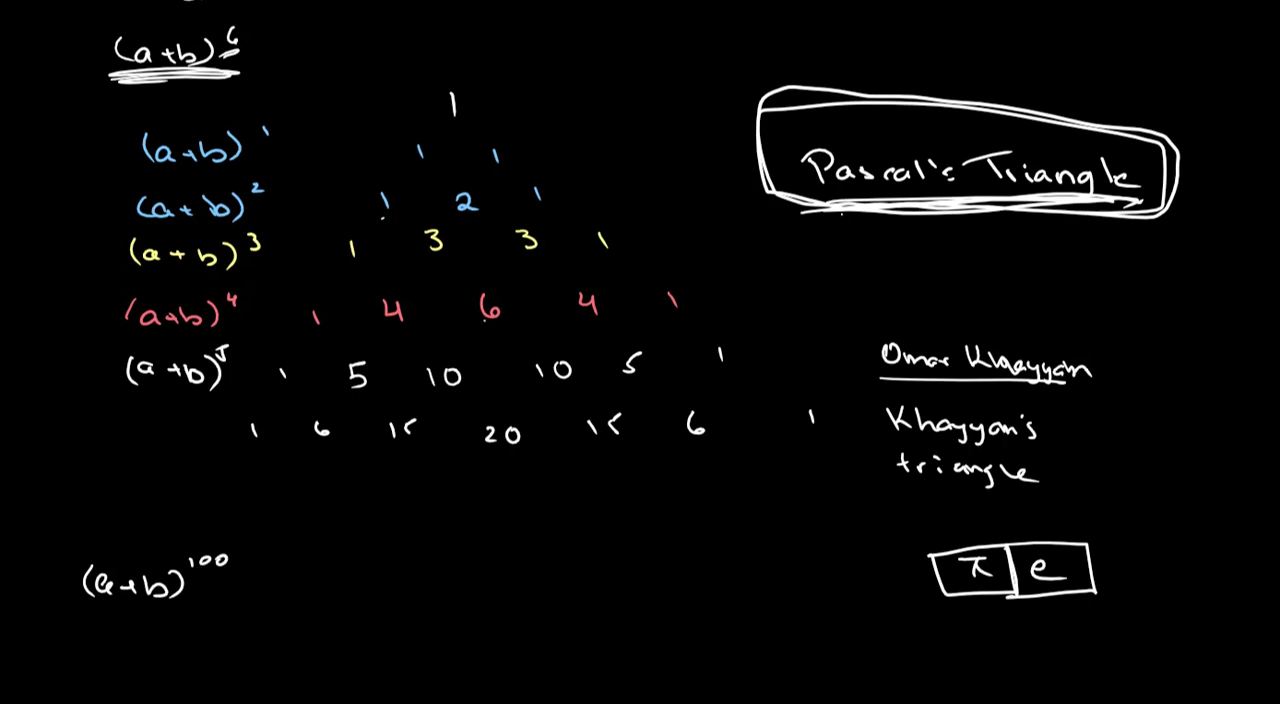 (a+b)⁶
1
(a+b)¹ 1 1
(a+b)² 1 2 1
(a+b)³ 1 3 3 1
(a+b)⁴ 1 4 6 4 1
(a+b)⁵ 1 5 10 10 5 1
1 6 15 20 15 6 1
(a+b)¹⁰⁰
Pascal's Triangle
Omar Khayyam
Khayyam's
triangle
π e